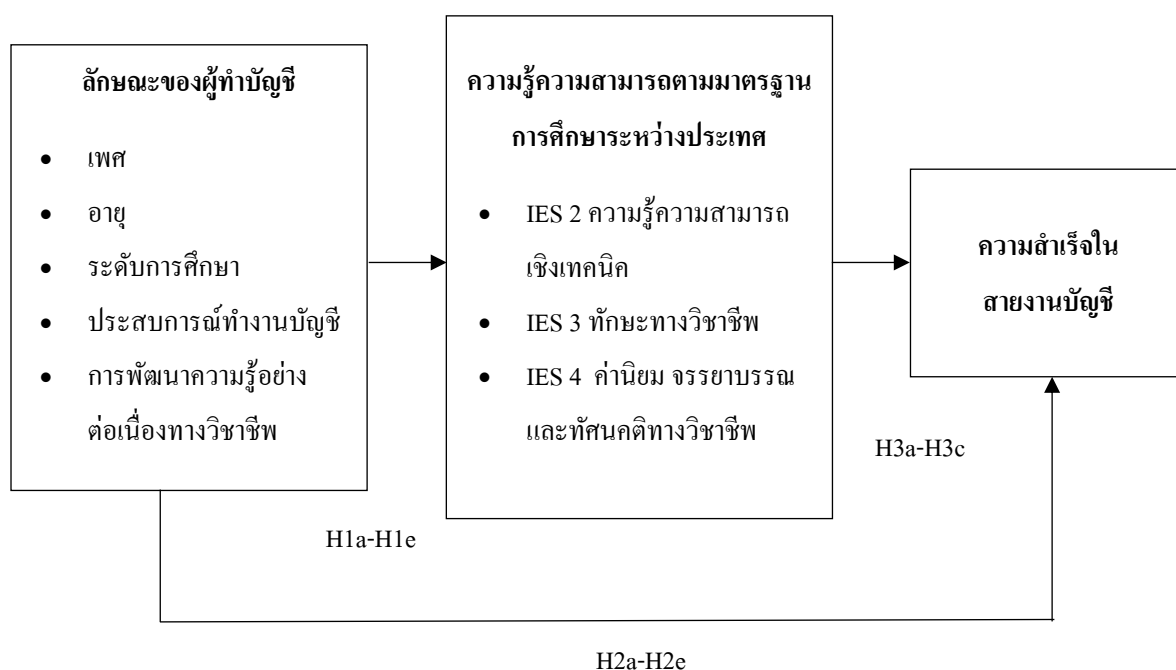 ลักษณะของผู้ทำบัญชี
• เพศ
• อายุ
• ระดับการศึกษา
• ประสบการณ์ทำงานบัญชี
• การพัฒนาความรู้อย่าง
ต่อเนื่องทางวิชาชีพ
ความรู้ความสามารถตามมาตรฐาน
การศึกษาระหว่างประเทศ
• IES 2 ความรู้ความสามารถ
เชิงเทคนิค
• IES 3 ทักษะทางวิชาชีพ
• IES 4 ค่านิยม จรรยาบรรณ
และทัศนคติทางวิชาชีพ
ความสำเร็จใน
สายงานบัญชี
H3a-H3c
H1a-H1e
H2a-H2e